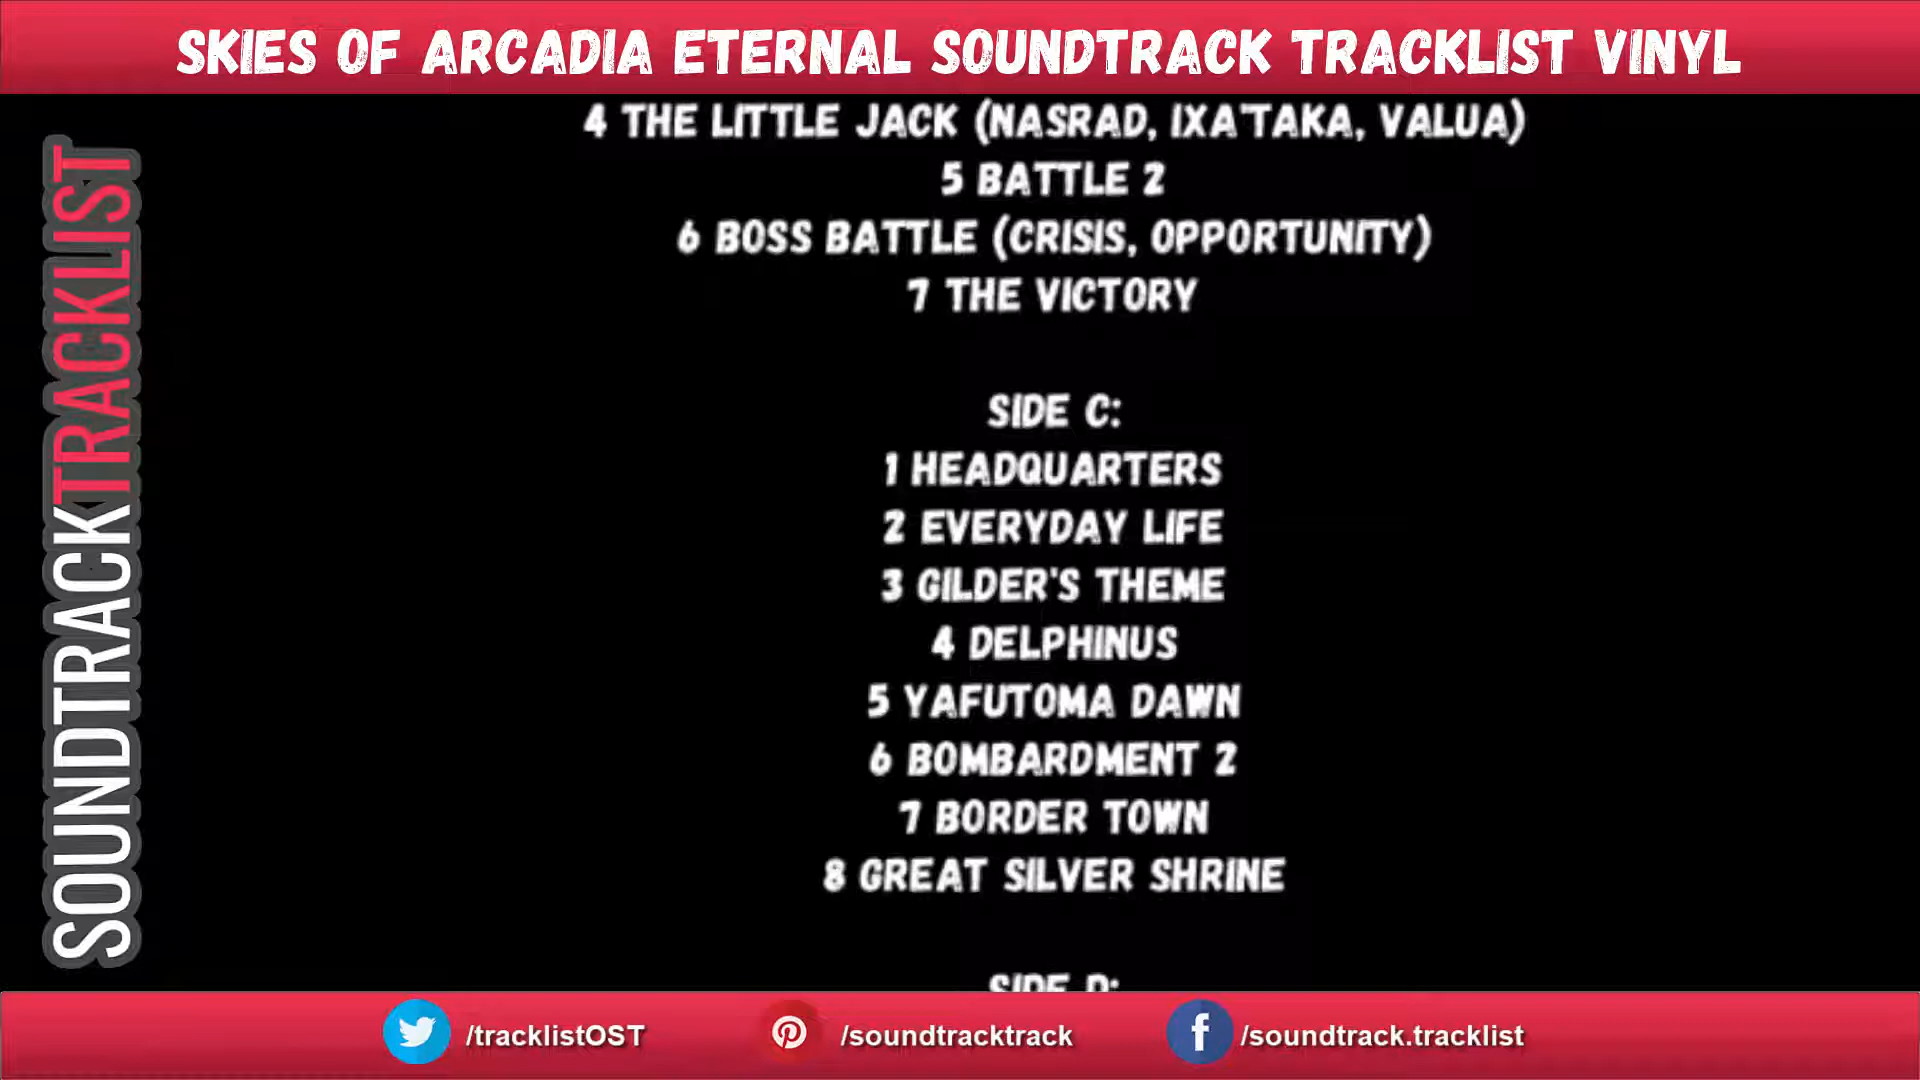 SKIES OF ARCADIA ETERNAL SOUNDTRACK TRACKLIST VINYL
SOUNDTRACKTRACKLIST
4 THE LITTLE JACK (NASRAD, IXA'TAKA, VALUA)
5 BATTLE 2
6 BOSS BATTLE (CRISIS, OPPORTUNITY)
7 THE VICTORY
SIDE C:
1 HEADQUARTERS
2 EVERYDAY LIFE
3 GILDER'S THEME
4 DELPHINUS
5 YAFUTOMA DAWN
6 BOMBARDMENT 2
7 BORDER TOWN
8 GREAT SILVER SHRINE
SIDE D:
/tracklistOST
/soundtracktrack
/soundtrack.tracklist